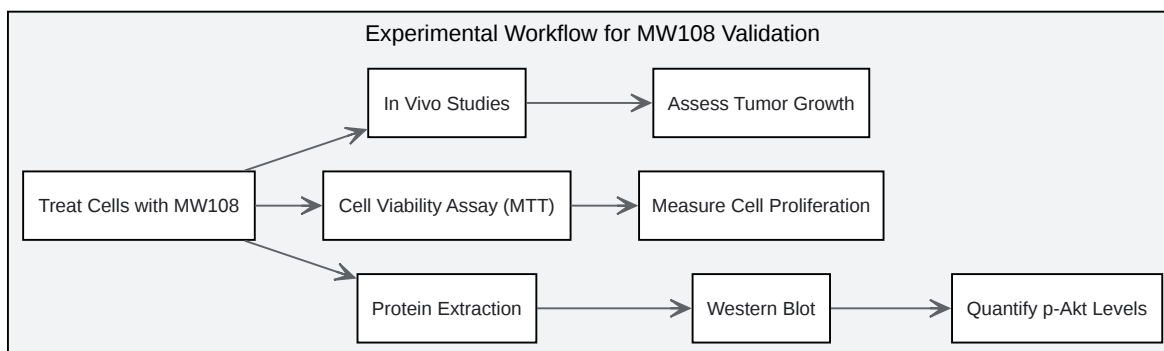 Experimental Workflow for MW108 Validation
In Vivo Studies
Assess Tumor Growth
Treat Cells with MW108
Cell Viability Assay (MTT)
Measure Cell Proliferation
Protein Extraction
Western Blot
Quantify p-Akt Levels